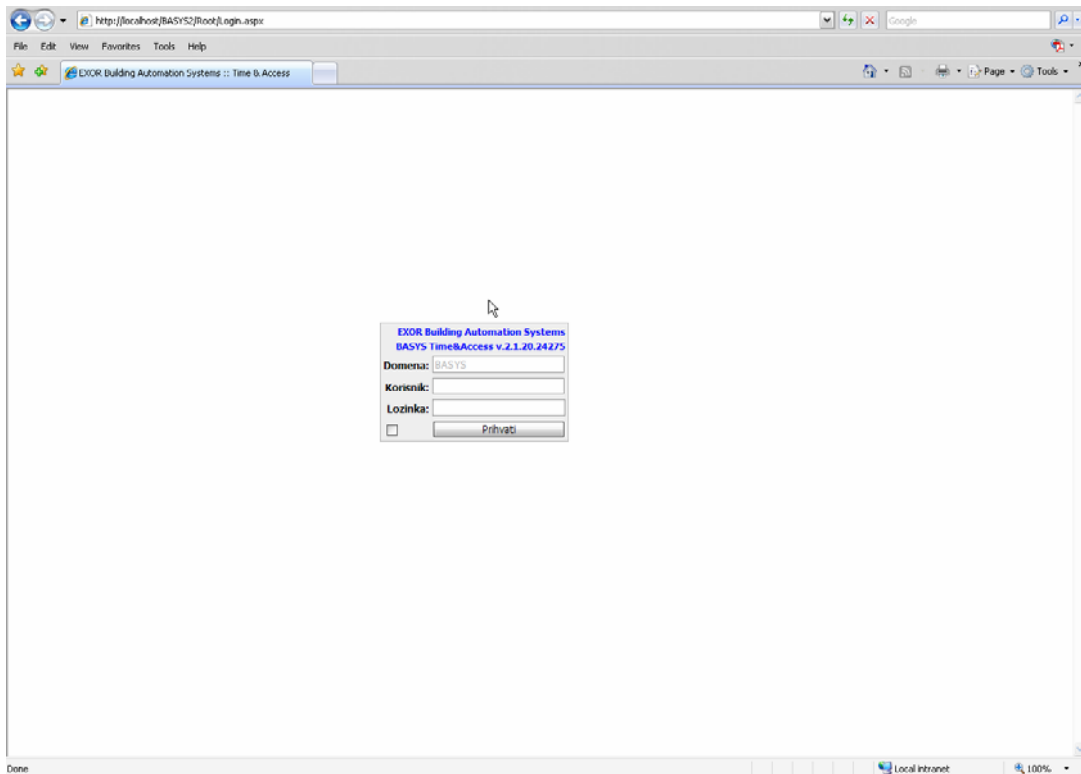 http://localhost/BASYS2/Root/Login.aspx
Google
File Edit View Favorites Tools Help
EXOR Building Automation Systems :: Time & Access
Page Tools
EXOR Building Automation Systems
BASYS Time&Access v.2.1.20.24275
Domena: BASYS
Korisnik:
Lozinka:
Prihvati
Done
Local intranet
100%